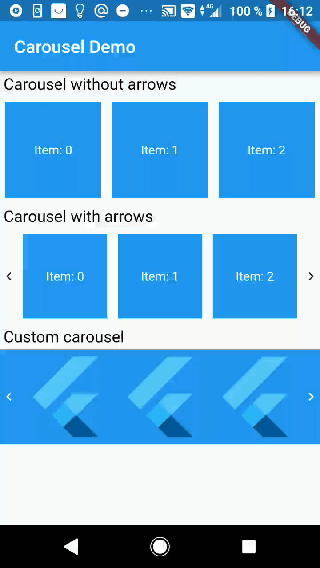 100 % 16:12
DEBUG
Carousel Demo
Carousel without arrows
Item: 0 Item: 1 Item: 2
Carousel with arrows
Item: 0 Item: 1 Item: 2
Custom carousel